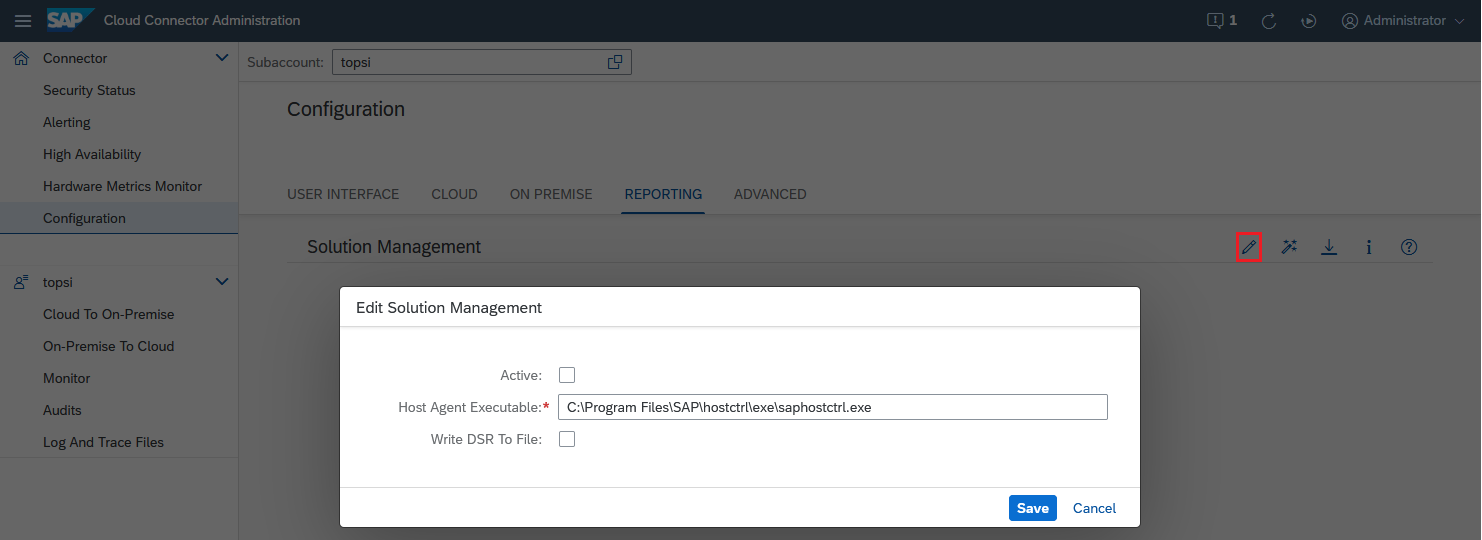 SAP Cloud Connector Administration 1 Administrator
Connector
Security Status
Alerting
High Availability
Hardware Metrics Monitor
Configuration
topsi
Cloud To On-Premise
On-Premise To Cloud
Monitor
Audits
Log And Trace Files
Subaccount: topsi
Configuration
USER INTERFACE CLOUD ON PREMISE REPORTING ADVANCED
Solution Management
Edit Solution Management
Active:
Host Agent Executable:* C:\Program Files\SAP\hostctrl\exe\saphostctrl.exe
Write DSR To File:
Save Cancel